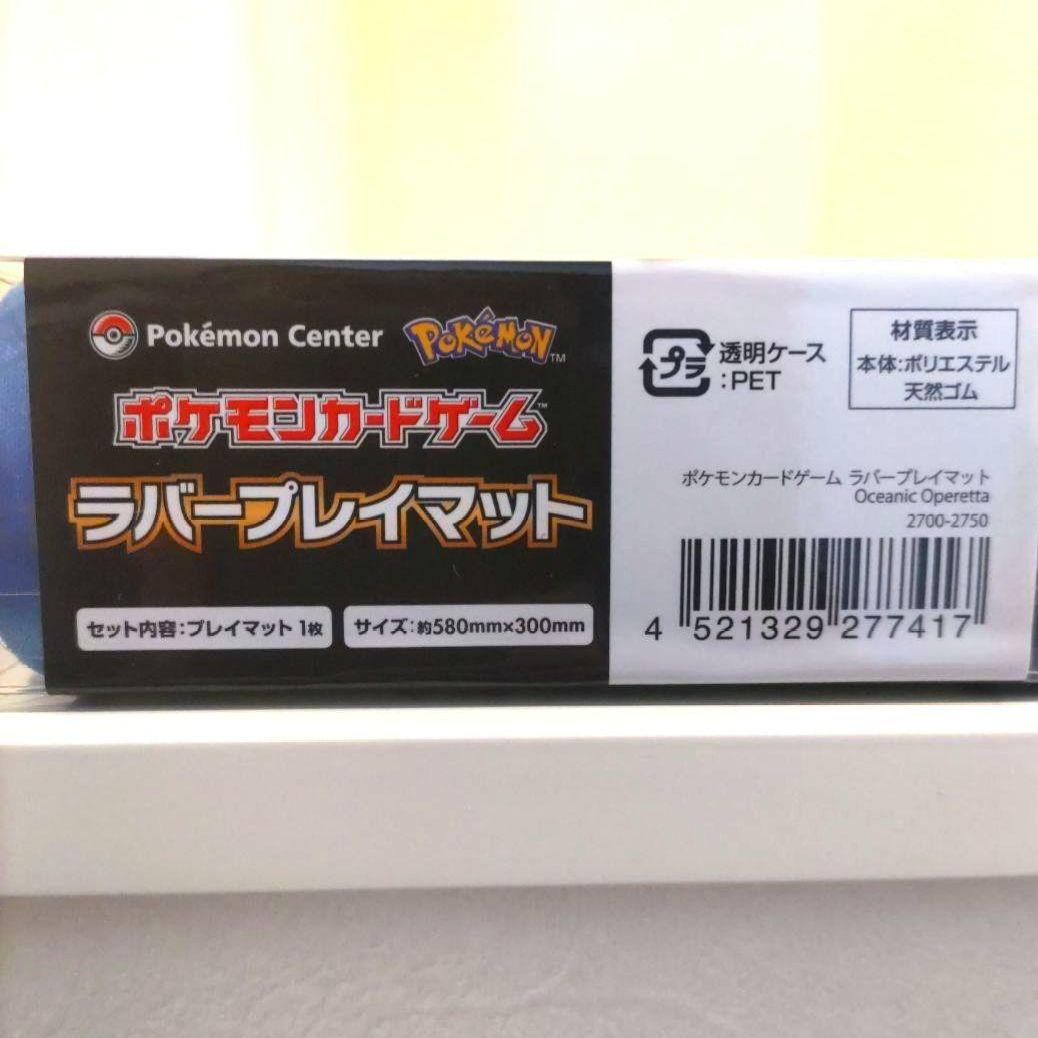 Pokémon Center POKéMON TM
ポケモンカードゲーム TM
ラバープレイマット
セット内容:プレイマット 1枚
サイズ:約580mm×300mm
プラ
透明ケース
:PET
材質表示
本体:ポリエステル
天然ゴム
ポケモンカードゲーム ラバープレイマット
Oceanic Operetta
2700-2750
4 521329 277417